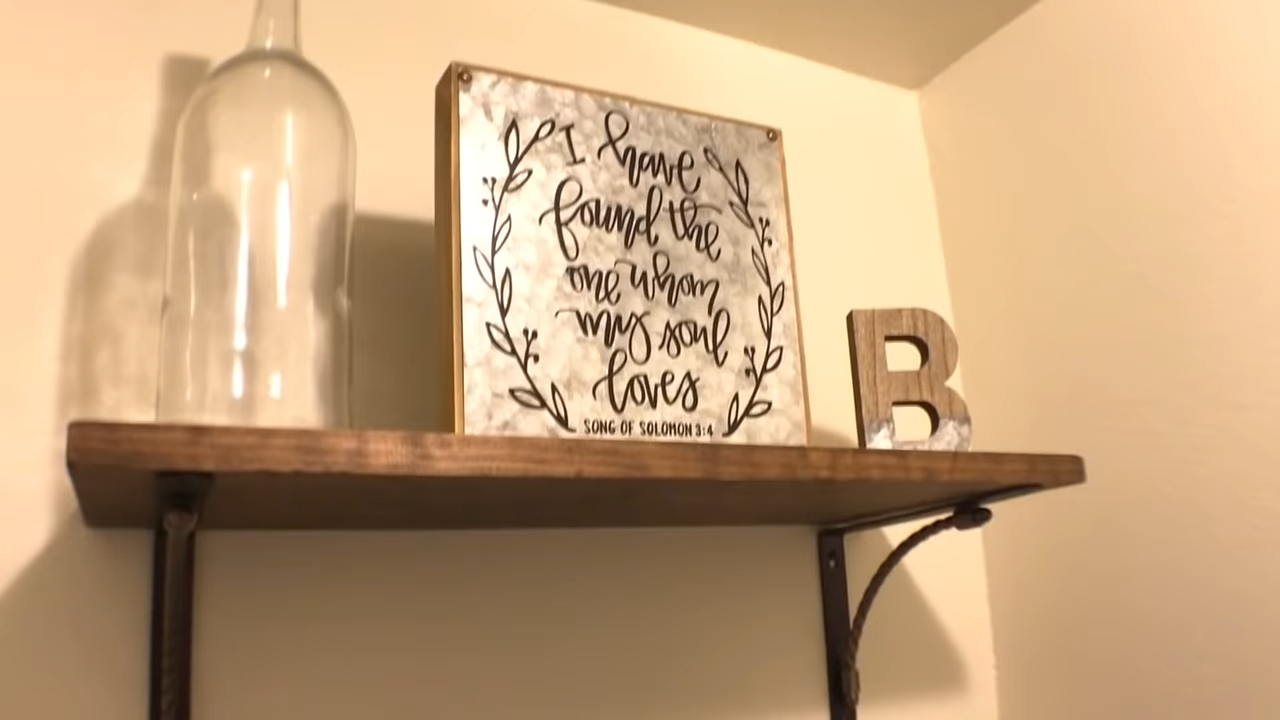 I have
found the
one whom
my soul
loves
SONG OF SOLOMON 3:4
B